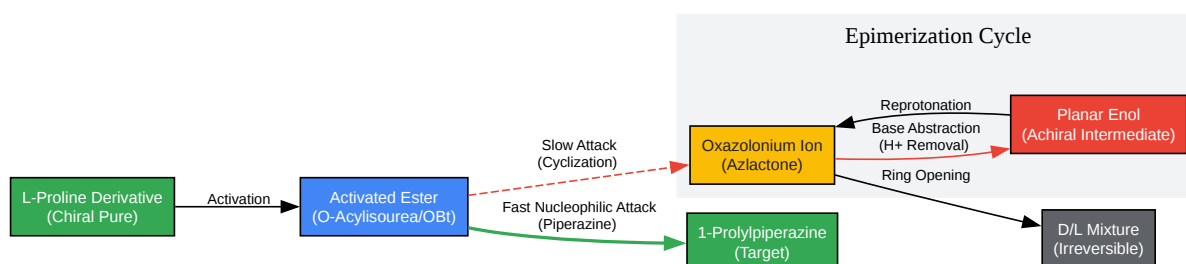 Epimerization Cycle
L-Proline Derivative
(Chiral Pure)
Activation
Activated Ester
(O-Acylisourea/OBt)
Slow Attack
(Cyclization)
Fast Nucleophilic Attack
(Piperazine)
Oxazolonium Ion
(Azlactone)
Reprotonation
Base Abstraction
(H+ Removal)
Planar Enol
(Achiral Intermediate)
Ring Opening
1-Prolylpiperazine
(Target)
D/L Mixture
(Irreversible)